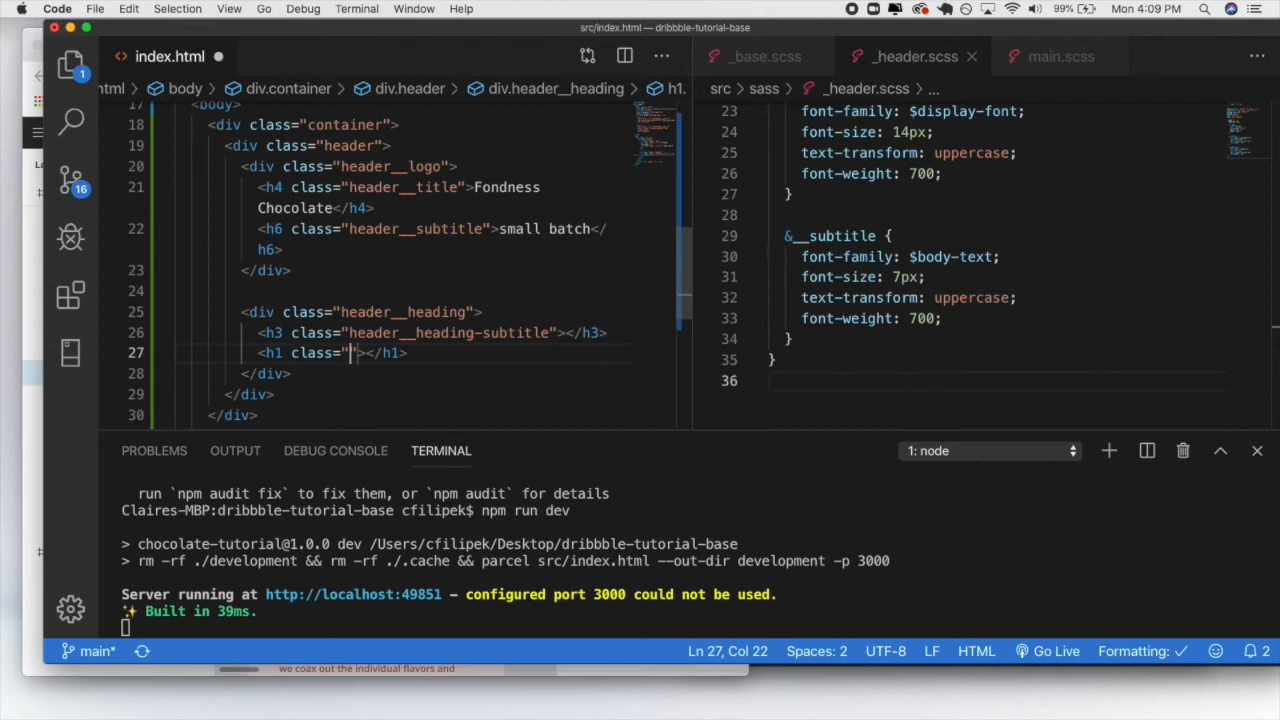 Code File Edit Selection View Go Debug Terminal Window Help 99% Mon 4:09 PM
src/index.html — dribbble-tutorial-base
index.html
_base.scss _header.scss main.scss
html body div.container div.header div.header__heading h1.
src sass _header.scss ...
17 <body>
18 <div class="container">
19 <div class="header">
20 <div class="header__logo">
21 <h4 class="header__title">Fondness
Chocolate</h4>
22 <h6 class="header__subtitle">small batch</
h6>
23 </div>
24
25 <div class="header__heading">
26 <h3 class="header__heading-subtitle"></h3>
27 <h1 class=""></h1>
28 </div>
29 </div>
30 </div>
23 font-family: $display-font;
24 font-size: 14px;
25 text-transform: uppercase;
26 font-weight: 700;
27 }
28
29 &__subtitle {
30 font-family: $body-text;
31 font-size: 7px;
32 text-transform: uppercase;
33 font-weight: 700;
34 }
35 }
36
1
16
PROBLEMS OUTPUT DEBUG CONSOLE TERMINAL 1: node
run `npm audit fix` to fix them, or `npm audit` for details
Claires-MBP:dribbble-tutorial-base cfilipek$ npm run dev
> chocolate-tutorial@1.0.0 dev /Users/cfilipek/Desktop/dribbble-tutorial-base
> rm -rf ./development && rm -rf ./.cache && parcel src/index.html --out-dir development -p 3000
Server running at http://localhost:49851 — configured port 3000 could not be used.
✨ Built in 39ms.
main* Ln 27, Col 22 Spaces: 2 UTF-8 LF HTML Go Live Formatting: ✓ 2
we coax out the individual flavors and